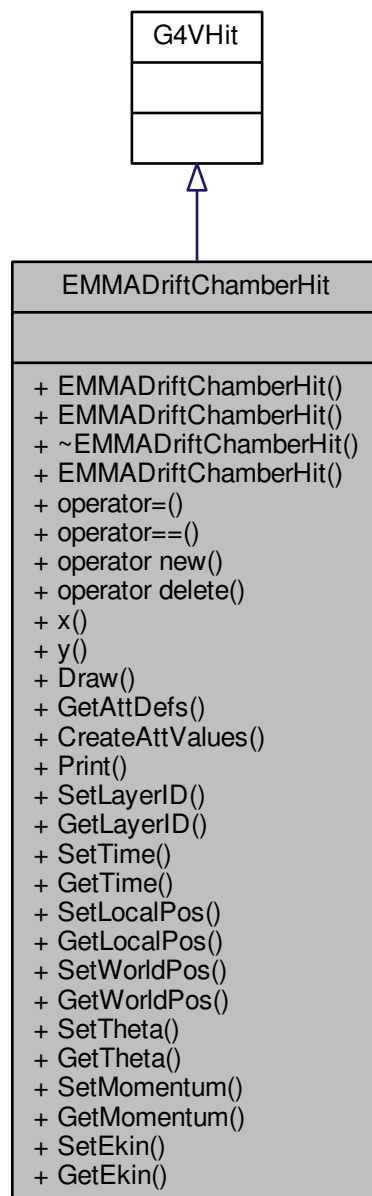 G4VHit
EMMADriftChamberHit
+ EMMADriftChamberHit()
+ EMMADriftChamberHit()
+ ~EMMADriftChamberHit()
+ EMMADriftChamberHit()
+ operator=()
+ operator==()
+ operator new()
+ operator delete()
+ x()
+ y()
+ Draw()
+ GetAttDefs()
+ CreateAttValues()
+ Print()
+ SetLayerID()
+ GetLayerID()
+ SetTime()
+ GetTime()
+ SetLocalPos()
+ GetLocalPos()
+ SetWorldPos()
+ GetWorldPos()
+ SetTheta()
+ GetTheta()
+ SetMomentum()
+ GetMomentum()
+ SetEkin()
+ GetEkin()